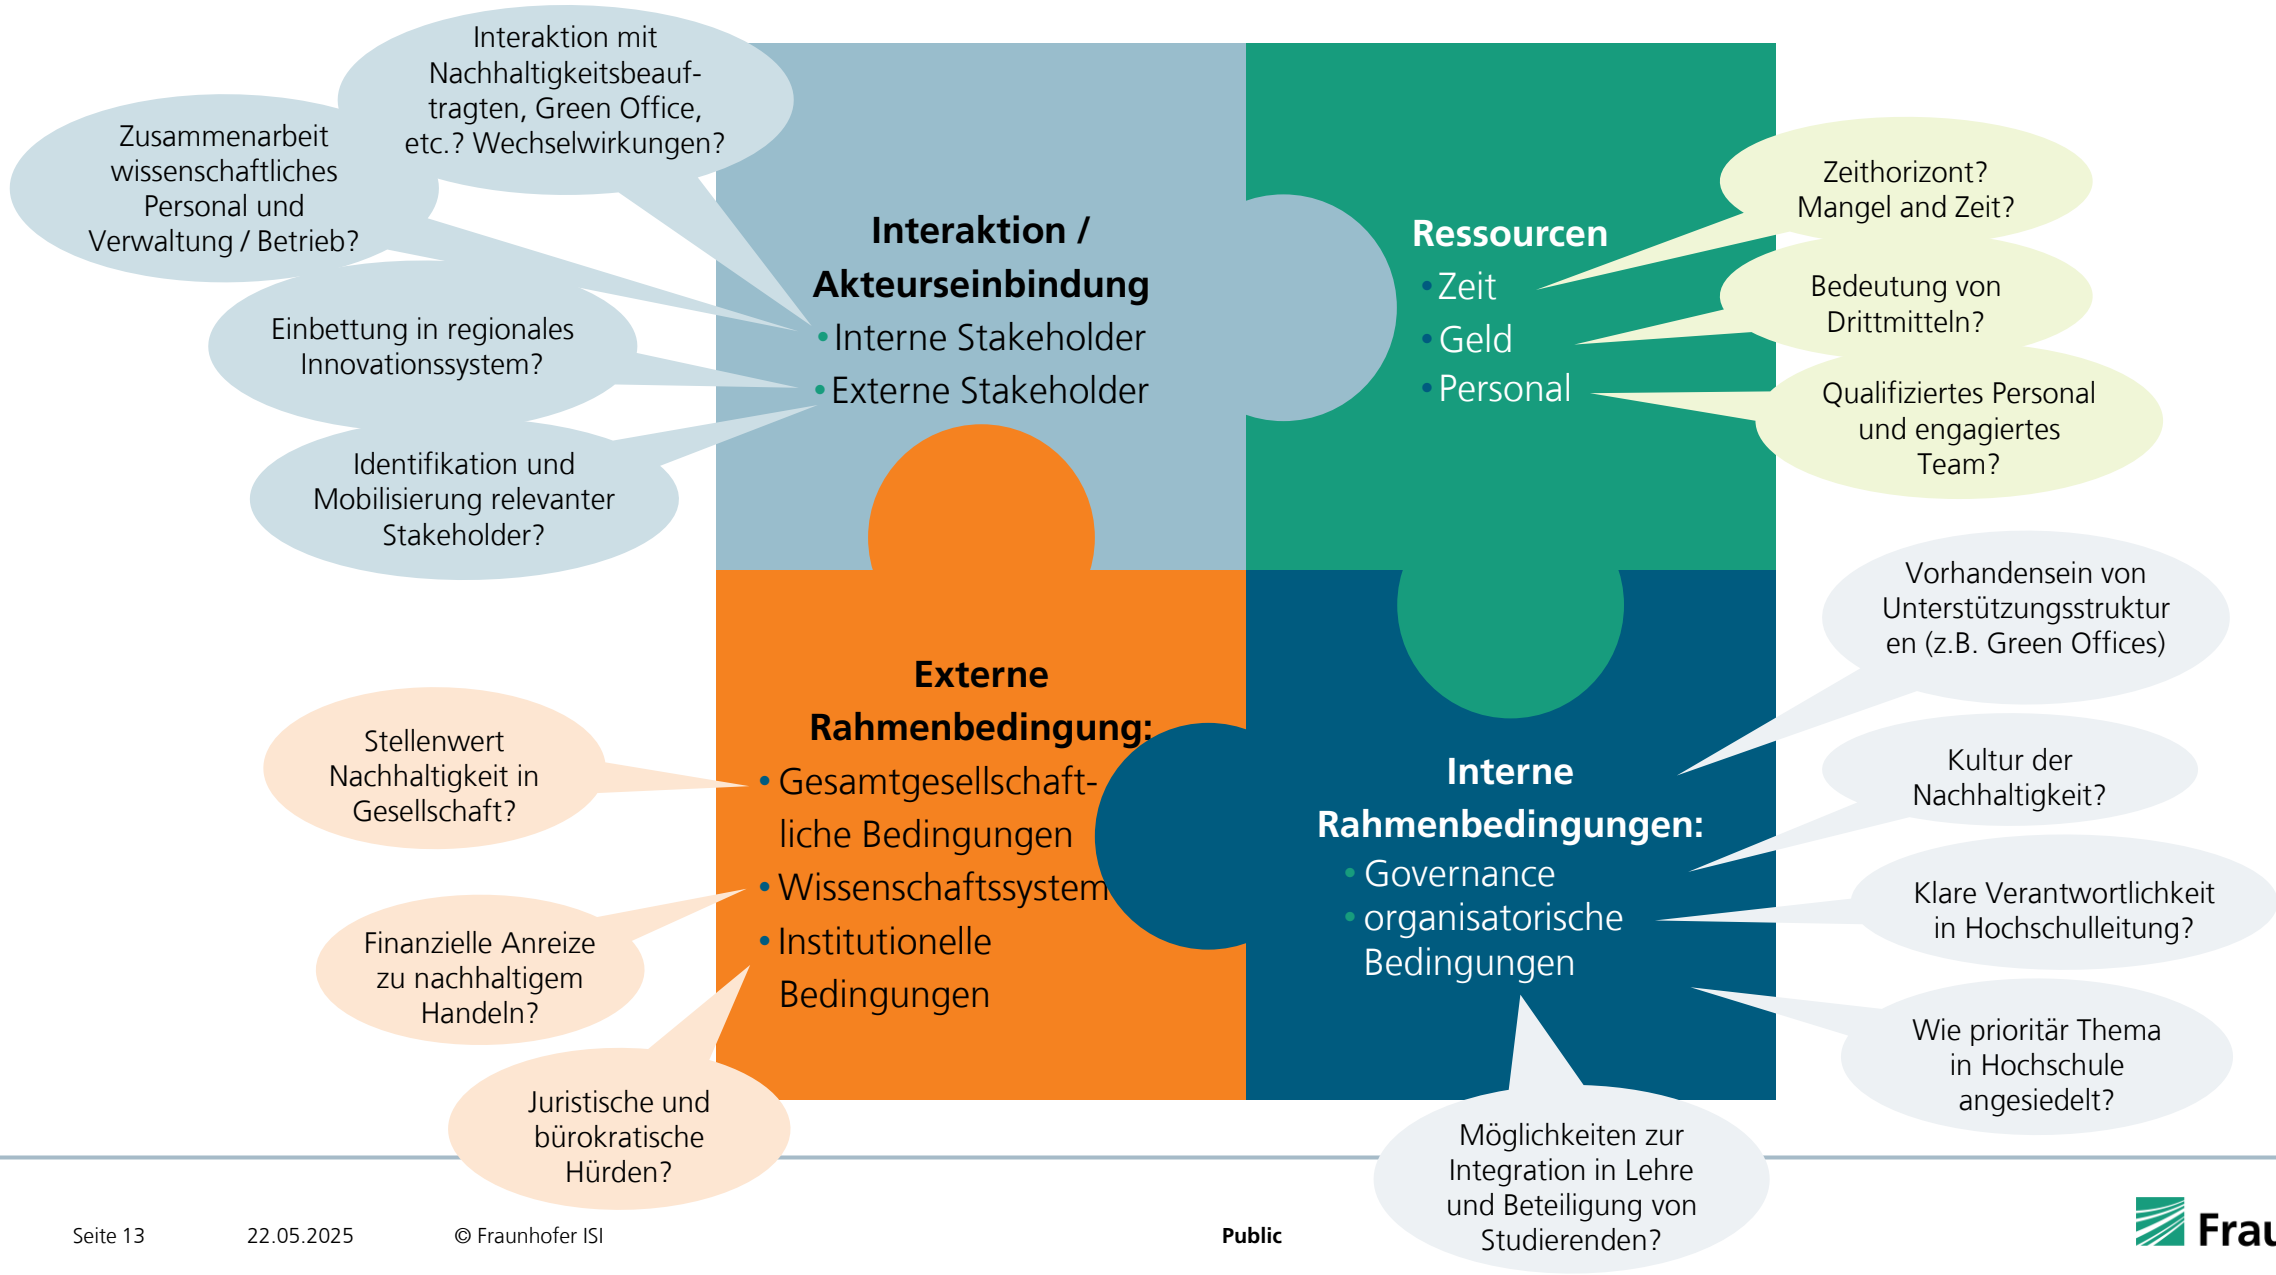 Interaktion mit
Nachhaltigkeitsbeauf-
tragten, Green Office,
etc.? Wechselwirkungen?
Zusammenarbeit
wissenschaftliches
Personal und
Verwaltung / Betrieb?
Einbettung in regionales
Innovationssystem?
Identifikation und
Mobilisierung relevanter
Stakeholder?
Interaktion /
Akteurseinbindung
• Interne Stakeholder
• Externe Stakeholder
Ressourcen
• Zeit
• Geld
• Personal
Zeithorizont?
Mangel and Zeit?
Bedeutung von
Drittmitteln?
Qualifiziertes Personal
und engagiertes
Team?
Externe
Rahmenbedingung:
• Gesamtgesellschaft-
liche Bedingungen
• Wissenschaftssystem
• Institutionelle
Bedingungen
Stellenwert
Nachhaltigkeit in
Gesellschaft?
Finanzielle Anreize
zu nachhaltigem
Handeln?
Juristische und
bürokratische
Hürden?
Interne
Rahmenbedingungen:
• Governance
• organisatorische
Bedingungen
Vorhandensein von
Unterstützungsstruktur
en (z.B. Green Offices)
Kultur der
Nachhaltigkeit?
Klare Verantwortlichkeit
in Hochschulleitung?
Wie prioritär Thema
in Hochschule
angesiedelt?
Möglichkeiten zur
Integration in Lehre
und Beteiligung von
Studierenden?
Seite 13 22.05.2025 © Fraunhofer ISI Public